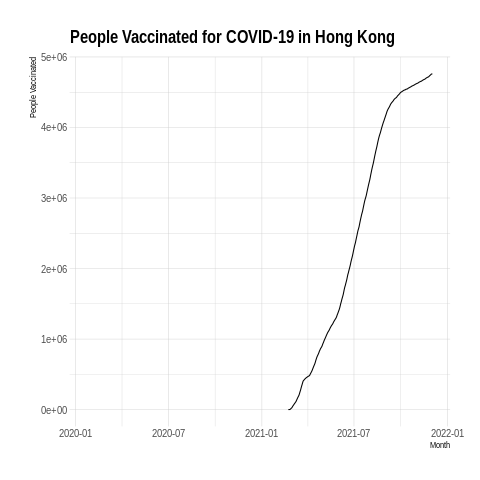 People Vaccinated for COVID-19 in Hong Kong
People Vaccinated
5e+06
4e+06
3e+06
2e+06
1e+06
0e+00
2020-01
2020-07
2021-01
2021-07
2022-01
Month